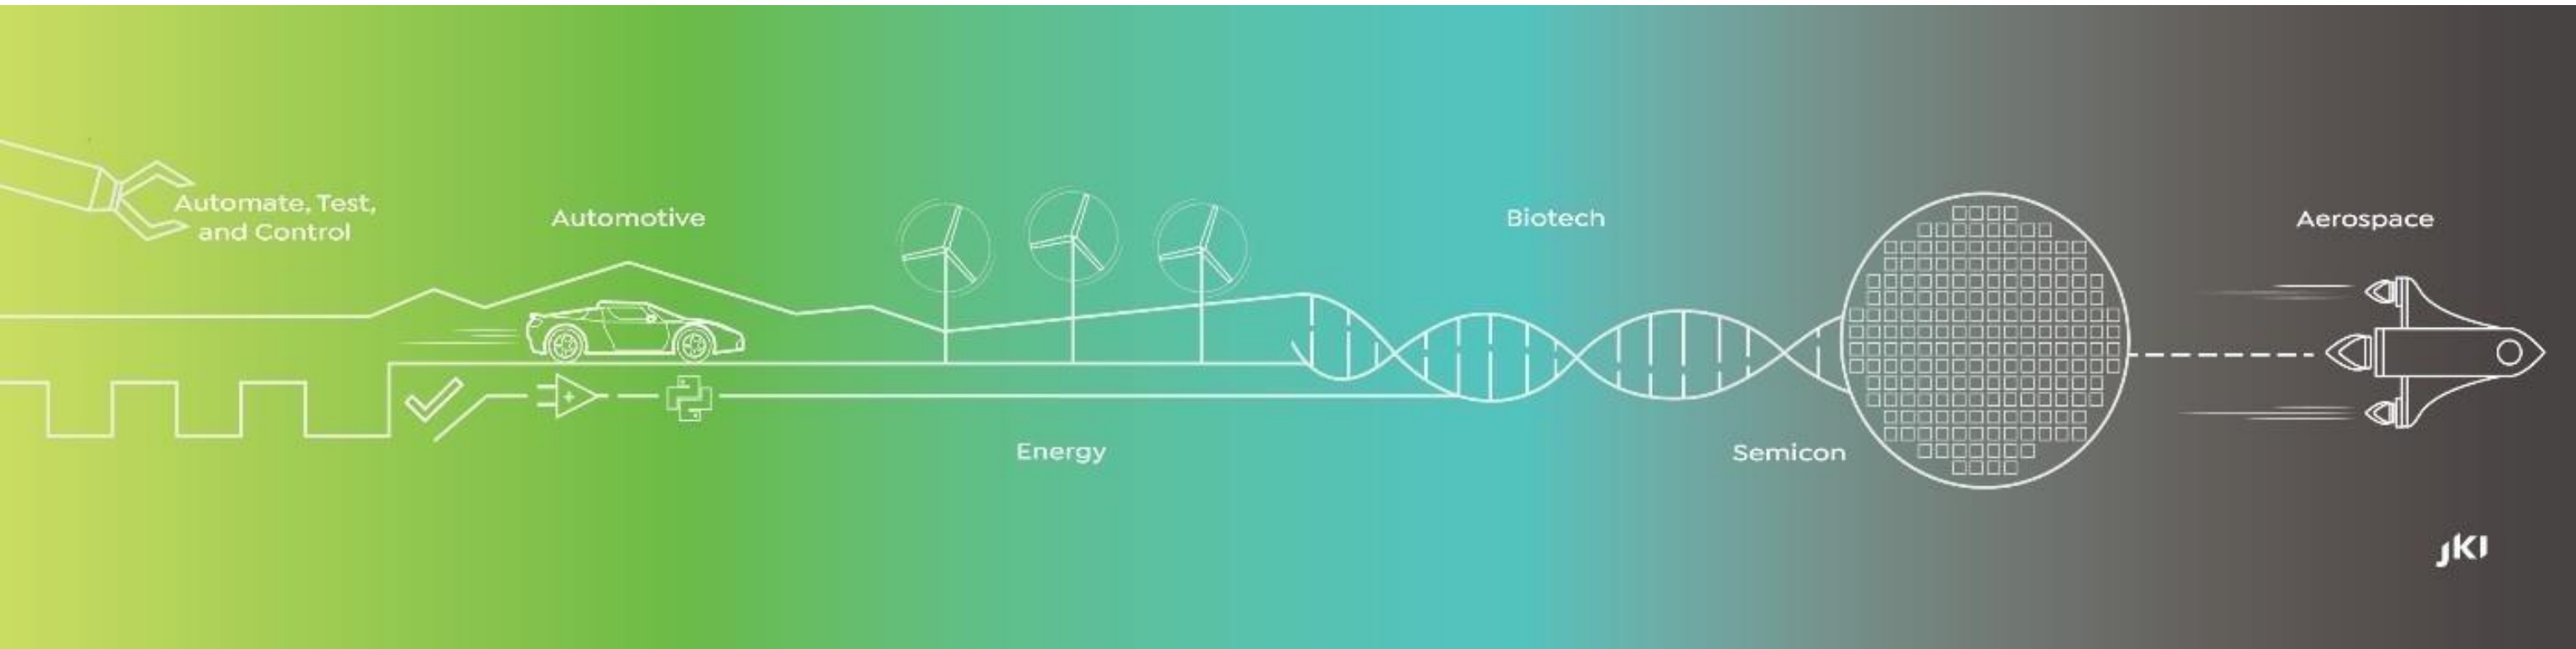 Automate, Test,
and Control
Automotive
Energy
Biotech
Semicon
Aerospace
JKI